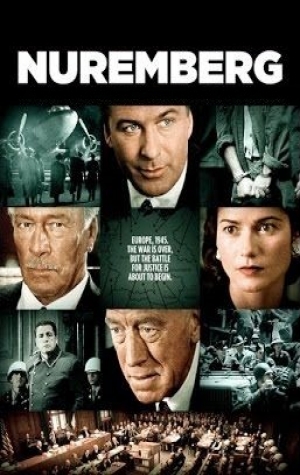 NUREMBERG
EUROPE, 1945.
THE WAR IS OVER,
BUT THE BATTLE
FOR JUSTICE IS
ABOUT TO BEGIN.